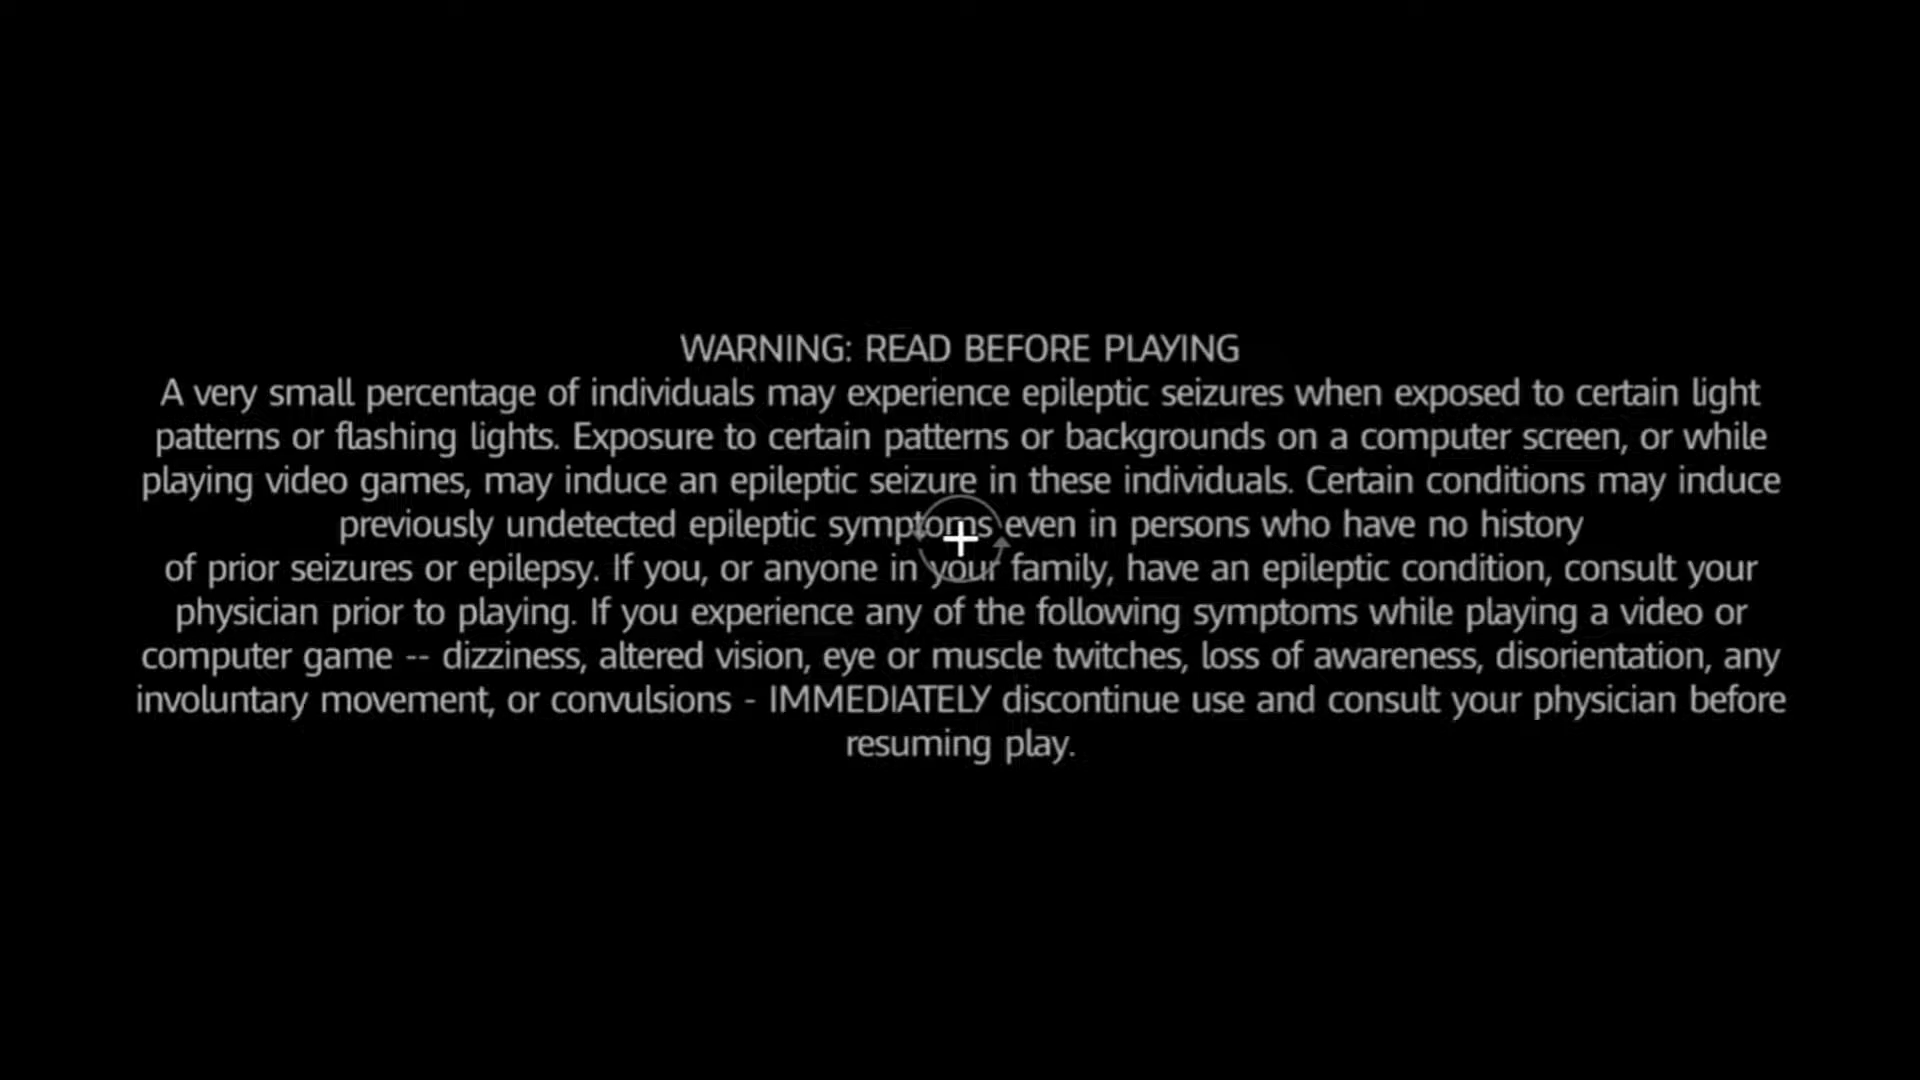 WARNING: READ BEFORE PLAYING
A very small percentage of individuals may experience epileptic seizures when exposed to certain light
patterns or flashing lights. Exposure to certain patterns or backgrounds on a computer screen, or while
playing video games, may induce an epileptic seizure in these individuals. Certain conditions may induce
previously undetected epileptic symptoms even in persons who have no history
of prior seizures or epilepsy. If you, or anyone in your family, have an epileptic condition, consult your
physician prior to playing. If you experience any of the following symptoms while playing a video or
computer game -- dizziness, altered vision, eye or muscle twitches, loss of awareness, disorientation, any
involuntary movement, or convulsions - IMMEDIATELY discontinue use and consult your physician before
resuming play.